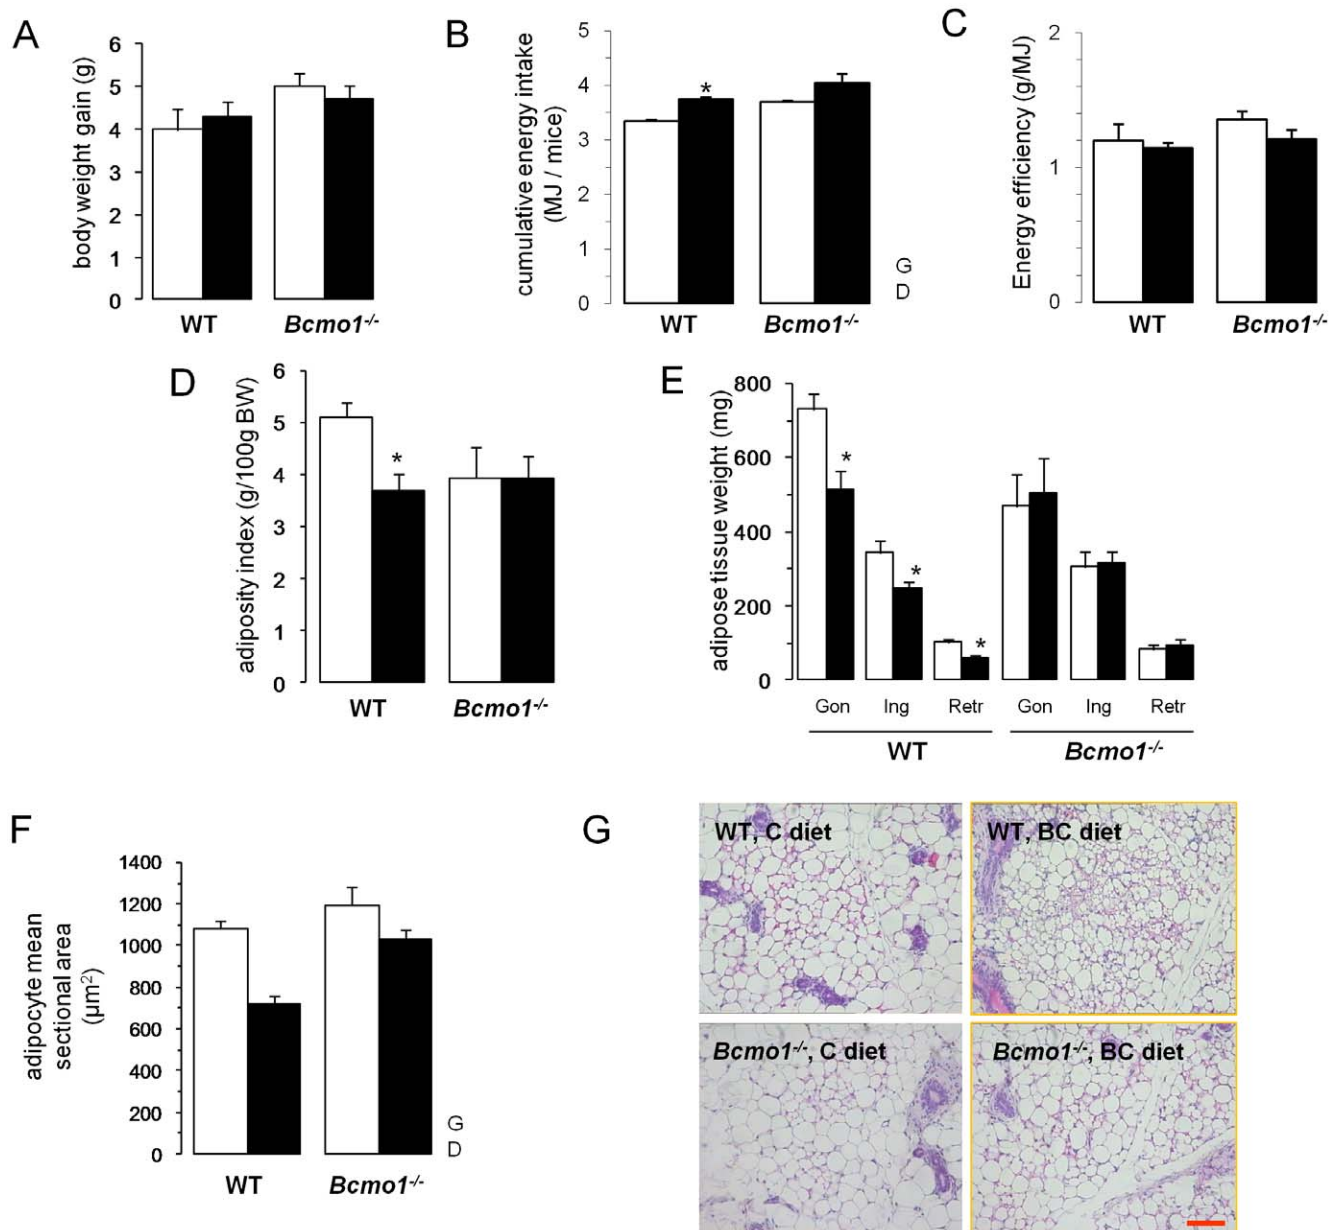 A
body weight gain (g)
6
5
4
3
2
1
0
WT
Bcmo1-/-
B
cumulative energy intake
(MJ / mice)
5
4
3
2
1
0
*
WT
Bcmo1-/-
G
D
C
Energy efficiency (g/MJ)
2
1
0
WT
Bcmo1-/-
D
adiposity index (g/100g BW)
6
5
4
3
2
1
0
*
WT
Bcmo1-/-
E
adipose tissue weight (mg)
800
600
400
200
0
*
*
*
Gon
Ing
Retr
Gon
Ing
Retr
WT
Bcmo1-/-
F
adipocyte mean
sectional area
(µm²)
1400
1200
1000
800
600
400
200
0
WT
Bcmo1-/-
G
D
G
WT, C diet
WT, BC diet
Bcmo1-/-, C diet
Bcmo1-/-, BC diet